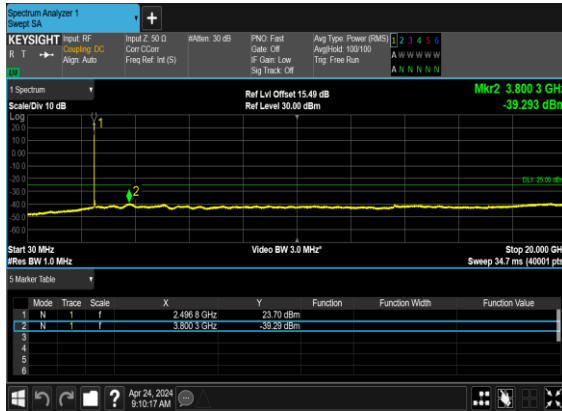 Spectrum Analyzer 1
Swept SA
+
KEYSIGHT Input: RF Input Z: 50 Ω #Atten: 30 dB PNO: Fast Avg Type: Power (RMS) 1 2 3 4 5 6
R T Coupling: DC Corr CCorr Gate: Off Avg|Hold: 100/100 A W W W W W
Align: Auto Freq Ref: Int (S) IF Gain: Low Trig: Free Run
LXI Sig Track: Off A N N N N N
1 Spectrum Ref Lvl Offset 15.49 dB Mkr2 3.800 3 GHz
Scale/Div 10 dB Ref Level 30.00 dBm -39.293 dBm
Log
20.0
1
10.0
0.00
-10.0
-20.0
DL1 -25.00 dBm
-30.0
2
-40.0
-50.0
-60.0
Start 30 MHz Video BW 3.0 MHz* Stop 20.000 GHz
#Res BW 1.0 MHz Sweep 34.7 ms (40001 pts)
5 Marker Table
Mode Trace Scale X Y Function Function Width Function Value
1 N 1 f 2.496 8 GHz 23.70 dBm
2 N 1 f 3.800 3 GHz -39.29 dBm
3
4
5
6
? Apr 24, 2024
9:10:17 AM